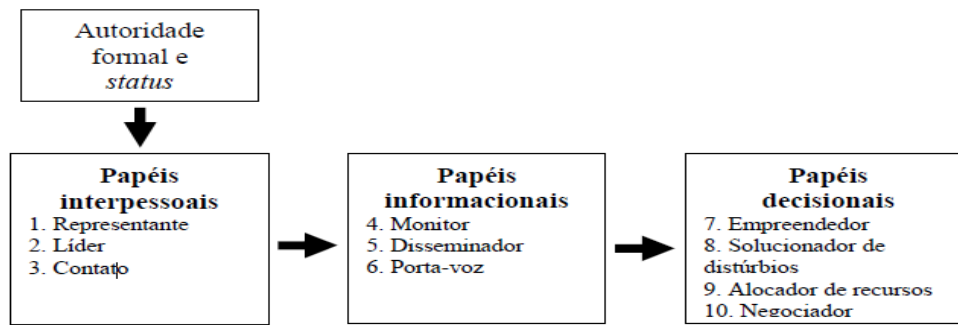 Autoridade
formal e
status
Papéis
interpessoais
1. Representante
2. Líder
3. Contato
Papéis
informacionais
4. Monitor
5. Disseminador
6. Porta-voz
Papéis
decisionais
7. Empreendedor
8. Solucionador de
distúrbios
9. Alocador de recursos
10. Negociador